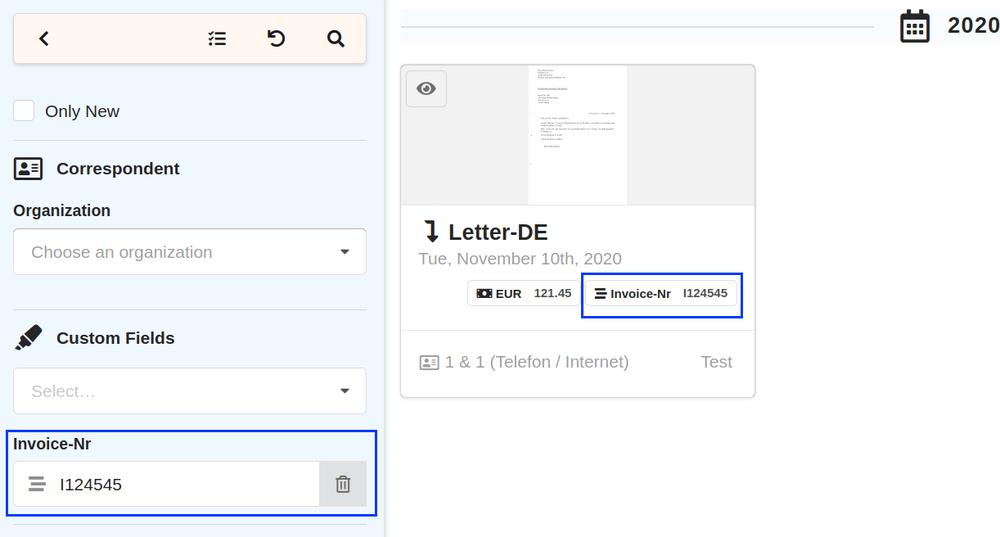 Only New
Correspondent
Organization
Choose an organization
Custom Fields
Select...
Invoice-Nr
I124545
2020
Letter-DE
Tue, November 10th, 2020
EUR 121.45 Invoice-Nr I124545
1 & 1 (Telefon / Internet) Test